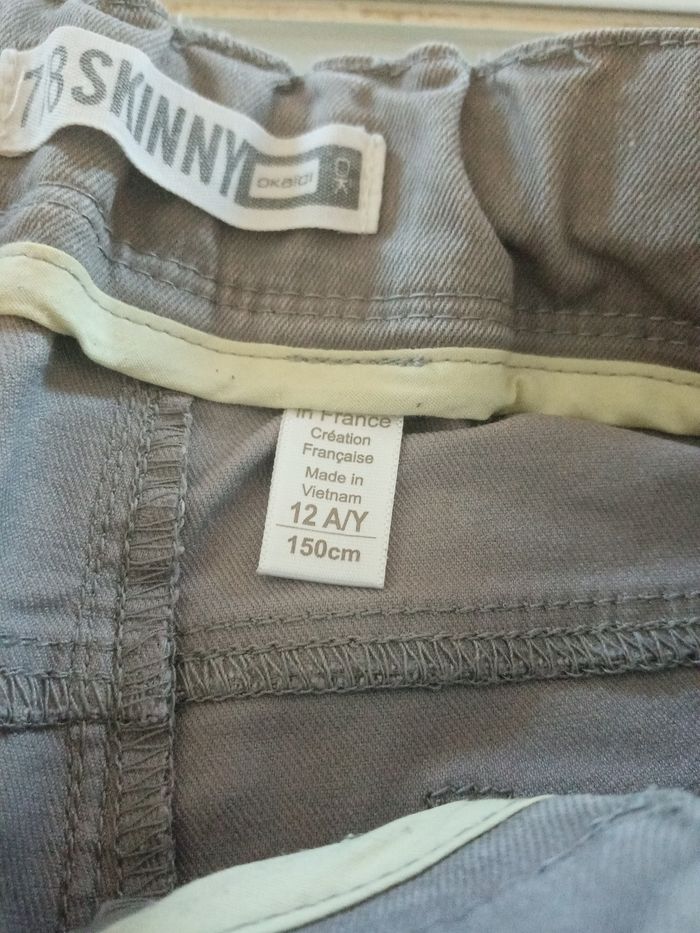 SKINNY
okaïdi
OK
in France
Création
Française
Made in
Vietnam
12 A/Y
150cm